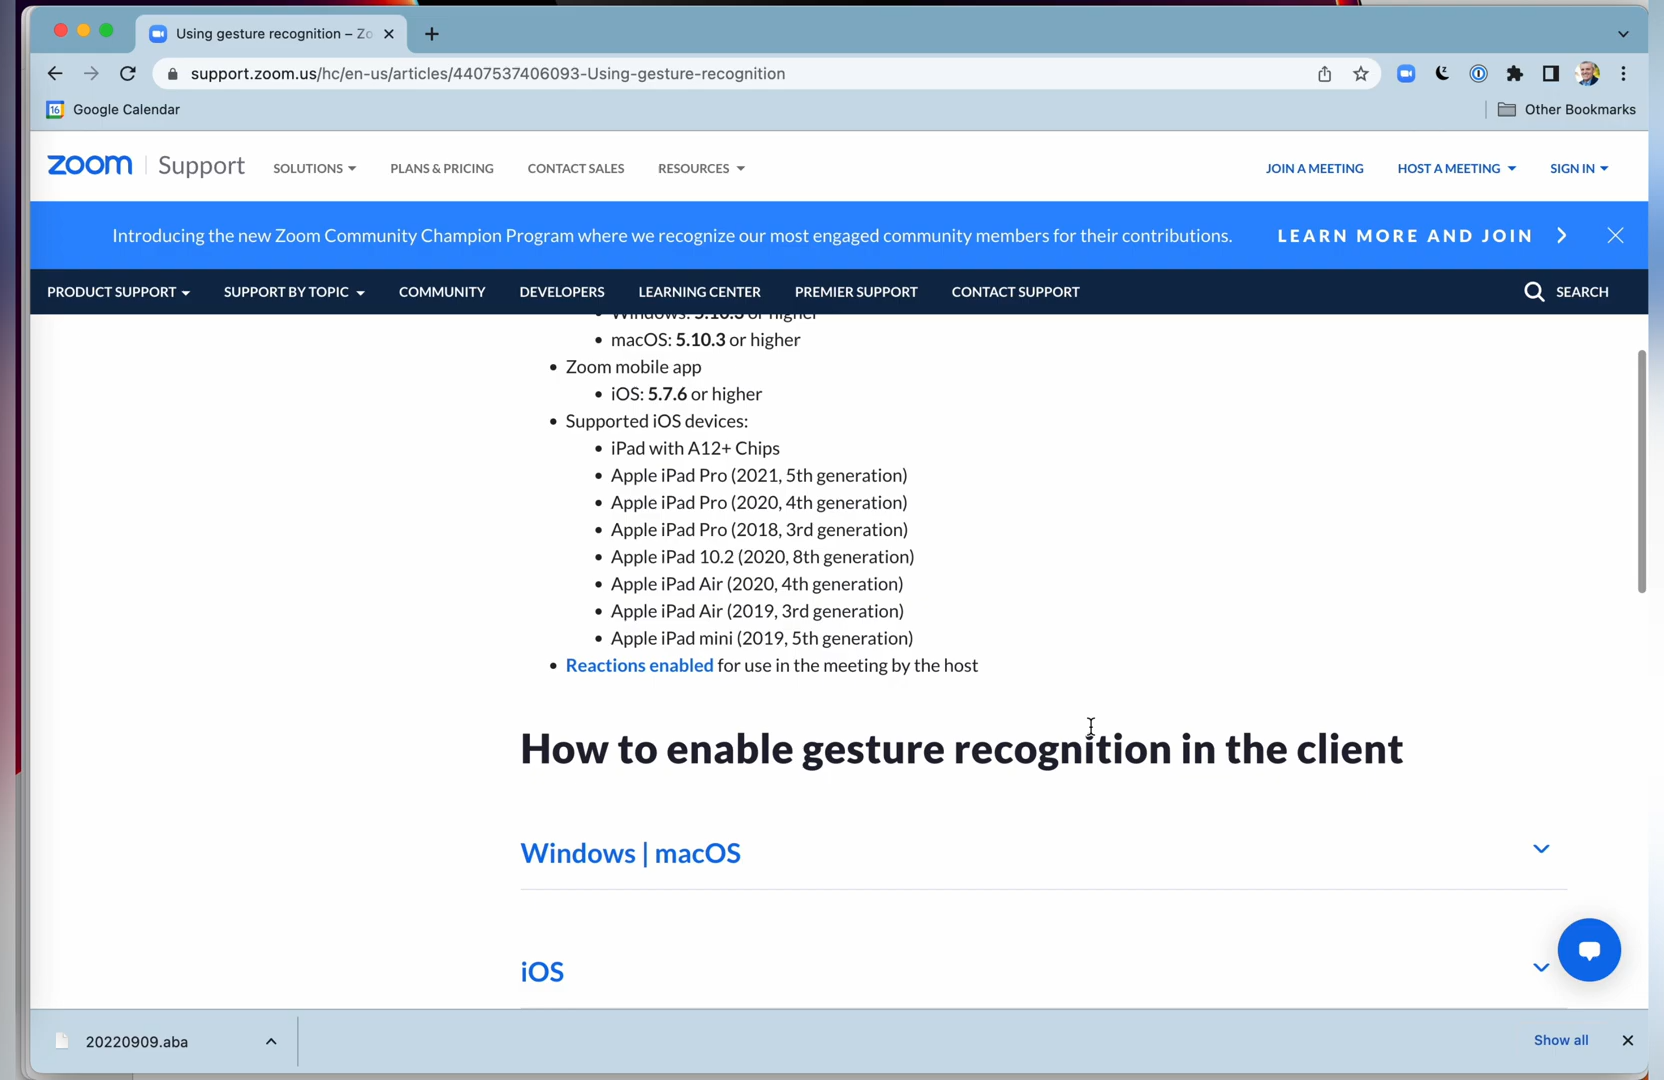 Using gesture recognition – Zo
support.zoom.us/hc/en-us/articles/4407537406093-Using-gesture-recognition
16 Google Calendar
Other Bookmarks
zoom Support SOLUTIONS PLANS & PRICING CONTACT SALES RESOURCES JOIN A MEETING HOST A MEETING SIGN IN
Introducing the new Zoom Community Champion Program where we recognize our most engaged community members for their contributions. LEARN MORE AND JOIN
PRODUCT SUPPORT SUPPORT BY TOPIC COMMUNITY DEVELOPERS LEARNING CENTER PREMIER SUPPORT CONTACT SUPPORT SEARCH
Windows: 5.10.3 or higher
macOS: 5.10.3 or higher
Zoom mobile app
iOS: 5.7.6 or higher
Supported iOS devices:
iPad with A12+ Chips
Apple iPad Pro (2021, 5th generation)
Apple iPad Pro (2020, 4th generation)
Apple iPad Pro (2018, 3rd generation)
Apple iPad 10.2 (2020, 8th generation)
Apple iPad Air (2020, 4th generation)
Apple iPad Air (2019, 3rd generation)
Apple iPad mini (2019, 5th generation)
Reactions enabled for use in the meeting by the host
How to enable gesture recognition in the client
Windows | macOS
iOS
20220909.aba
Show all